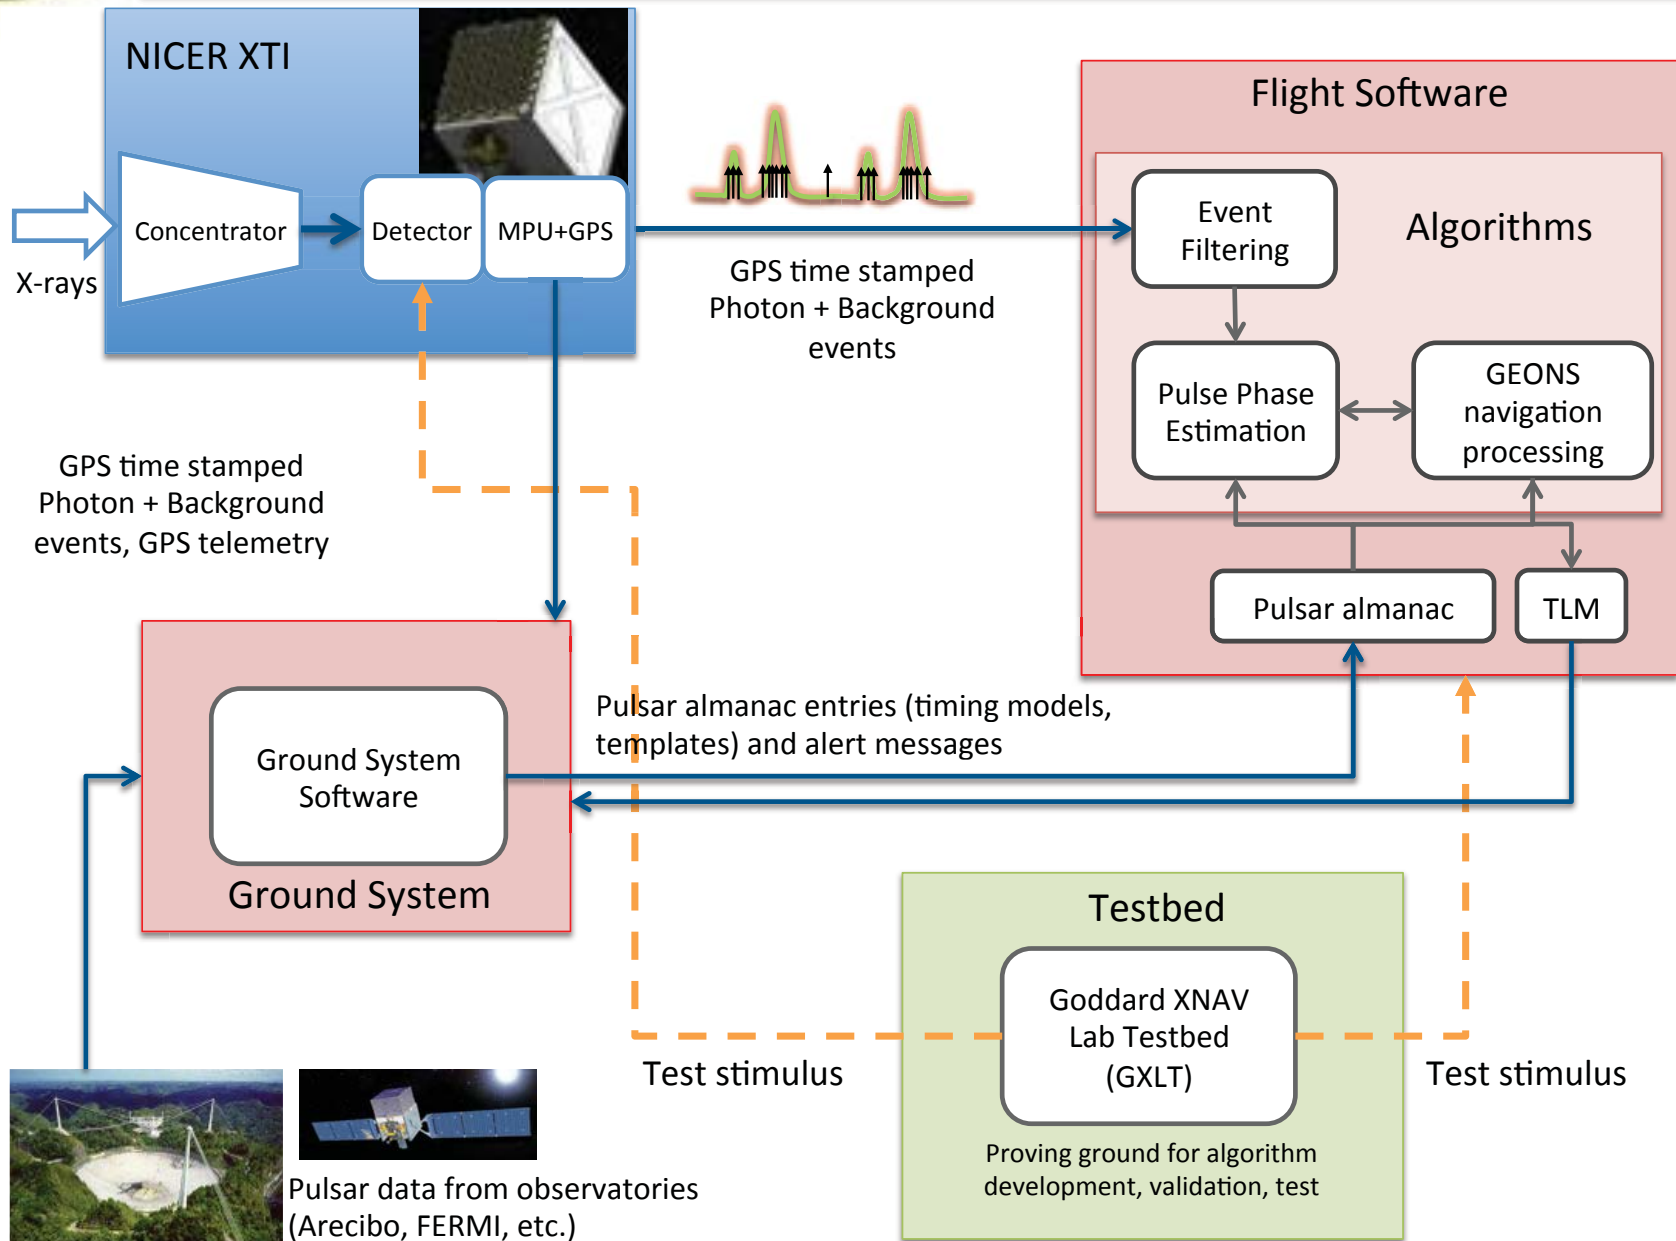 NICER XTI
Concentrator
Detector
MPU+GPS
X-rays
GPS time stamped
Photon + Background
events
Flight Software
Algorithms
Event
Filtering
Pulse Phase
Estimation
GEONS
navigation
processing
Pulsar almanac
TLM
GPS time stamped
Photon + Background
events, GPS telemetry
Ground System
Software
Ground System
Pulsar almanac entries (timing models,
templates) and alert messages
Testbed
Goddard XNAV
Lab Testbed
(GXLT)
Proving ground for algorithm
development, validation, test
Test stimulus
Test stimulus
Pulsar data from observatories
(Arecibo, FERMI, etc.)